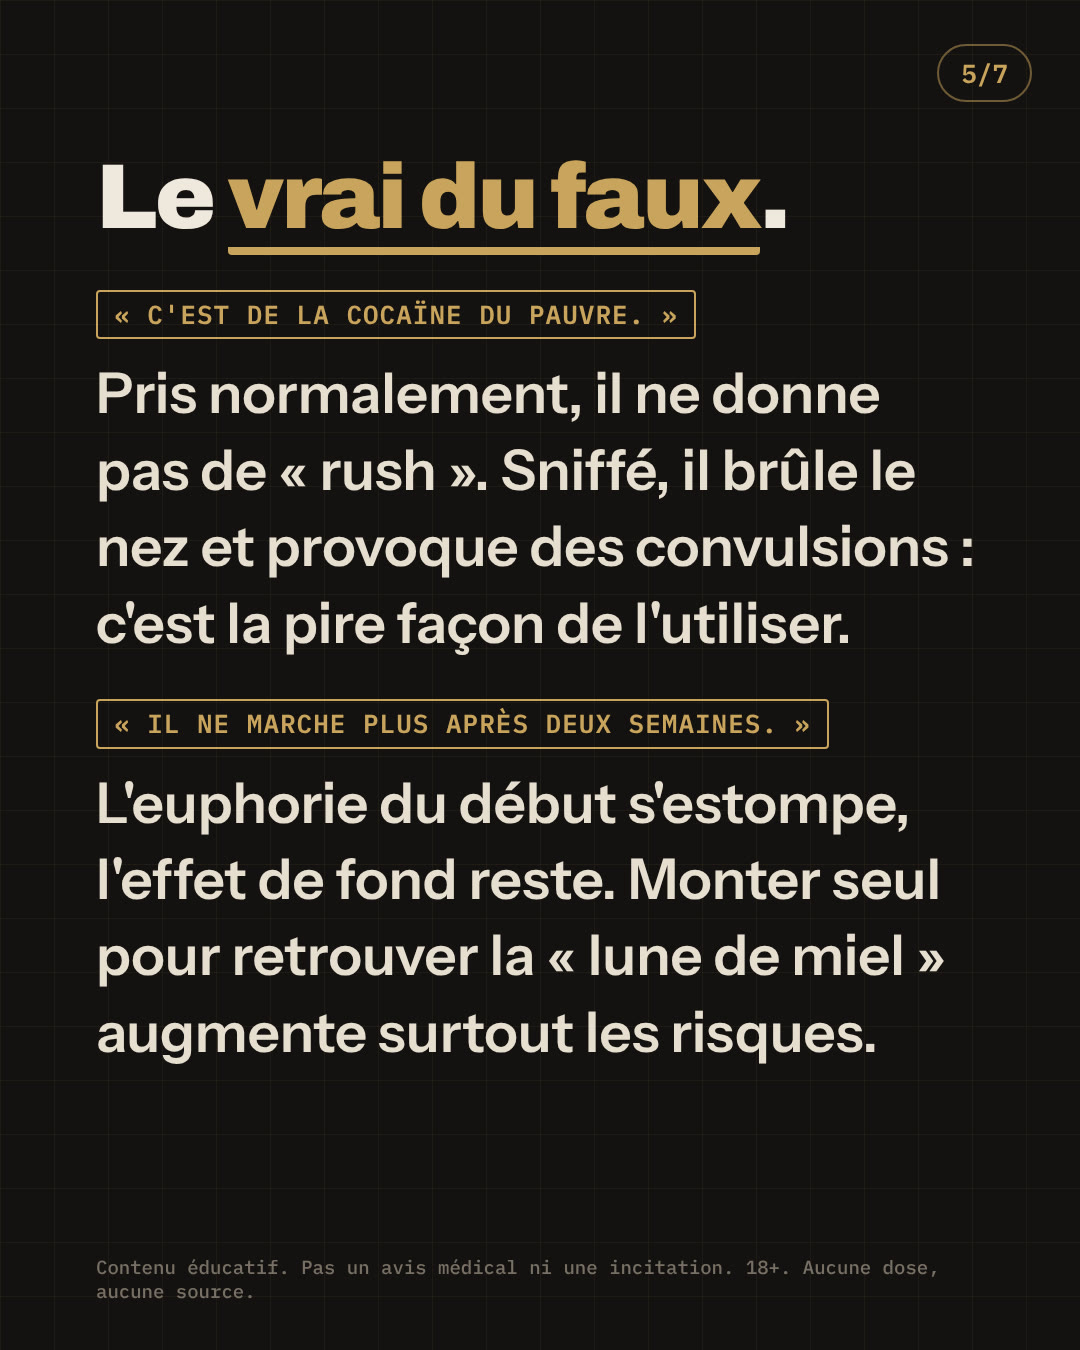 5/7
Le vrai du faux.
« C'EST DE LA COCAÏNE DU PAUVRE. »
Pris normalement, il ne donne
pas de « rush ». Sniffé, il brûle le
nez et provoque des convulsions :
c'est la pire façon de l'utiliser.
« IL NE MARCHE PLUS APRÈS DEUX SEMAINES. »
L'euphorie du début s'estompe,
l'effet de fond reste. Monter seul
pour retrouver la « lune de miel »
augmente surtout les risques.
Contenu éducatif. Pas un avis médical ni une incitation. 18+. Aucune dose,
aucune source.